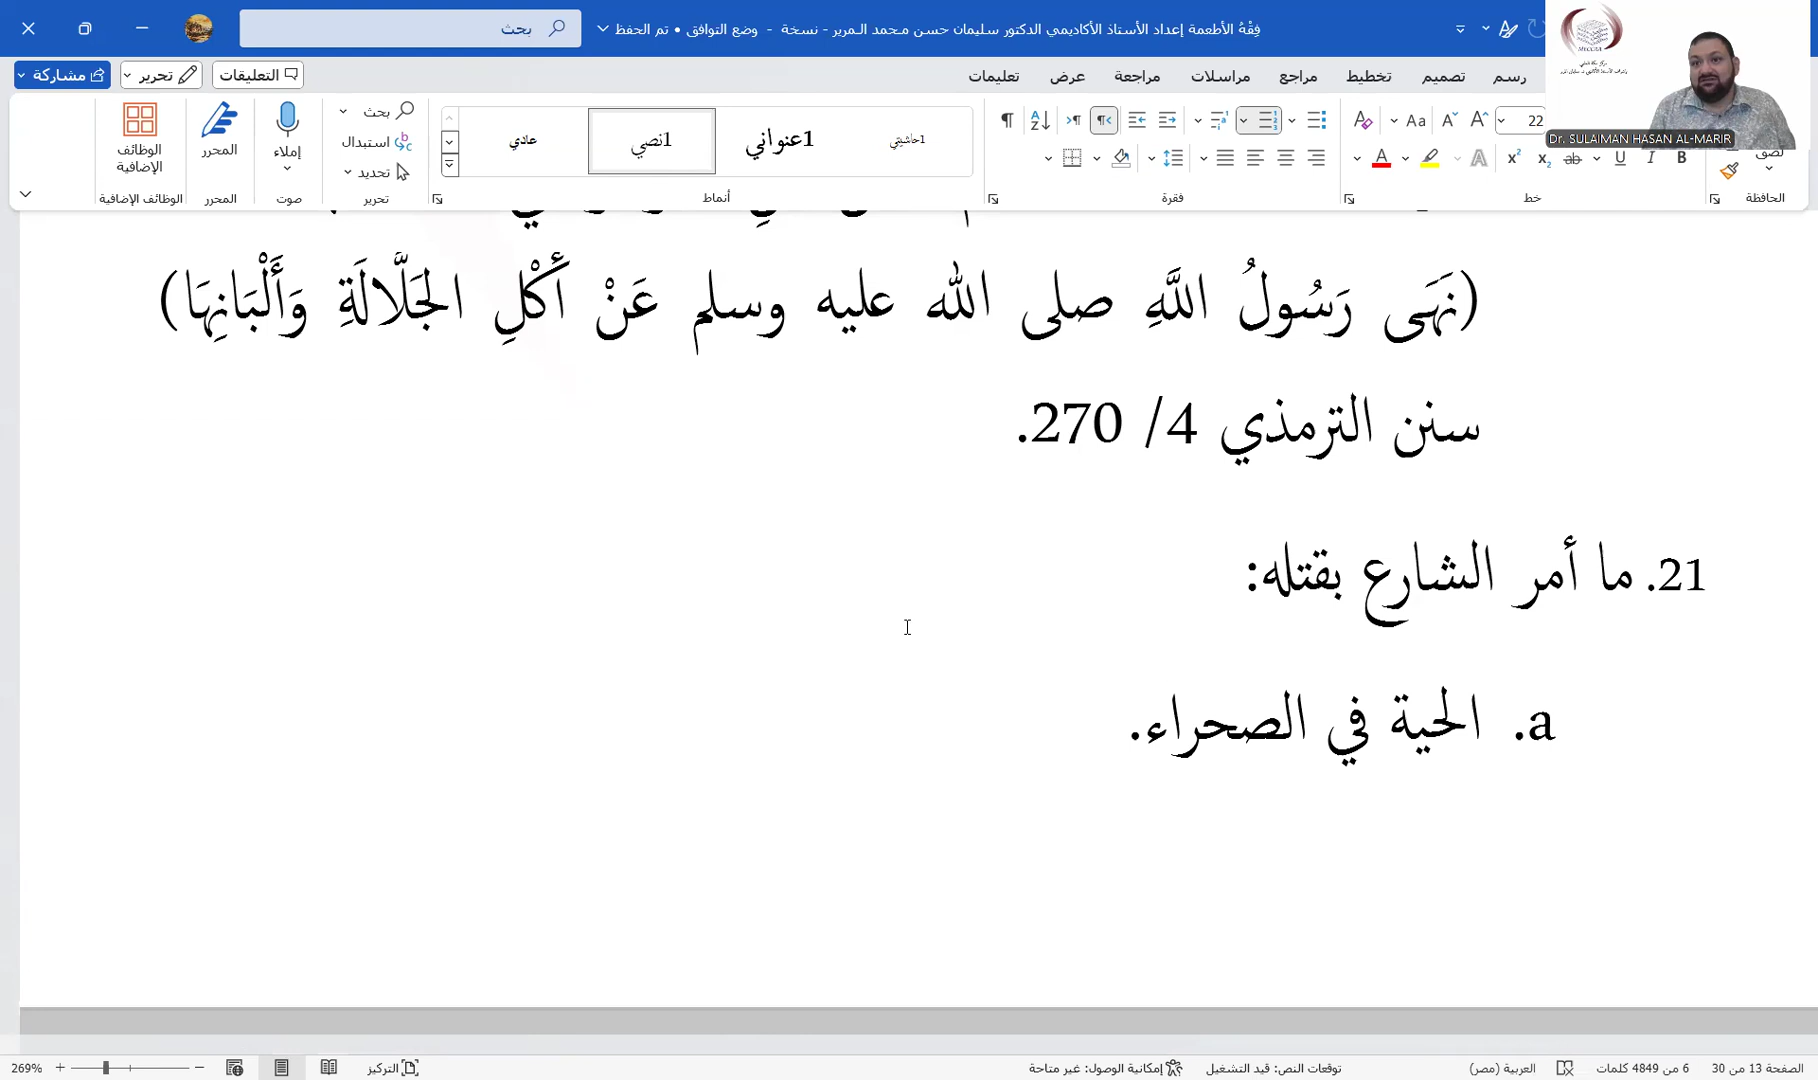 فِقْهُ الأطعمة إعداد الأستاذ الأكاديمي الدكتور سليمان حسن محمد المرير - نسخة - وضع التوافق • تم الحفظ
بحث
رسم
تصميم
تخطيط
مراجع
مراسلات
مراجعة
عرض
تعليمات
التعليقات
تحرير
مشاركة
Dr. SULAIMAN HASAN AL-MARIR
22
Aa
لصق
الحافظة
خط
فقرة
1حاشيتي
1عنواني
1نصي
عادي
أنماط
بحث
استبدال
تحديد
تحرير
إملاء
صوت
المحرر
المحرر
الوظائف الإضافية
الوظائف الإضافية
(نَهَى رَسُولُ اللَّهِ صلى الله عليه وسلم عَنْ أَكْلِ الجَلَّالَةِ وَأَلْبَانِهَا)
سنن الترمذي 4/ 270.
21. ما أمر الشارع بقتله:
a. الحية في الصحراء.
الصفحة 13 من 30
6 من 4849 كلمات
العربية (مصر)
توقعات النص: قيد التشغيل
إمكانية الوصول: غير متاحة
التركيز
269%